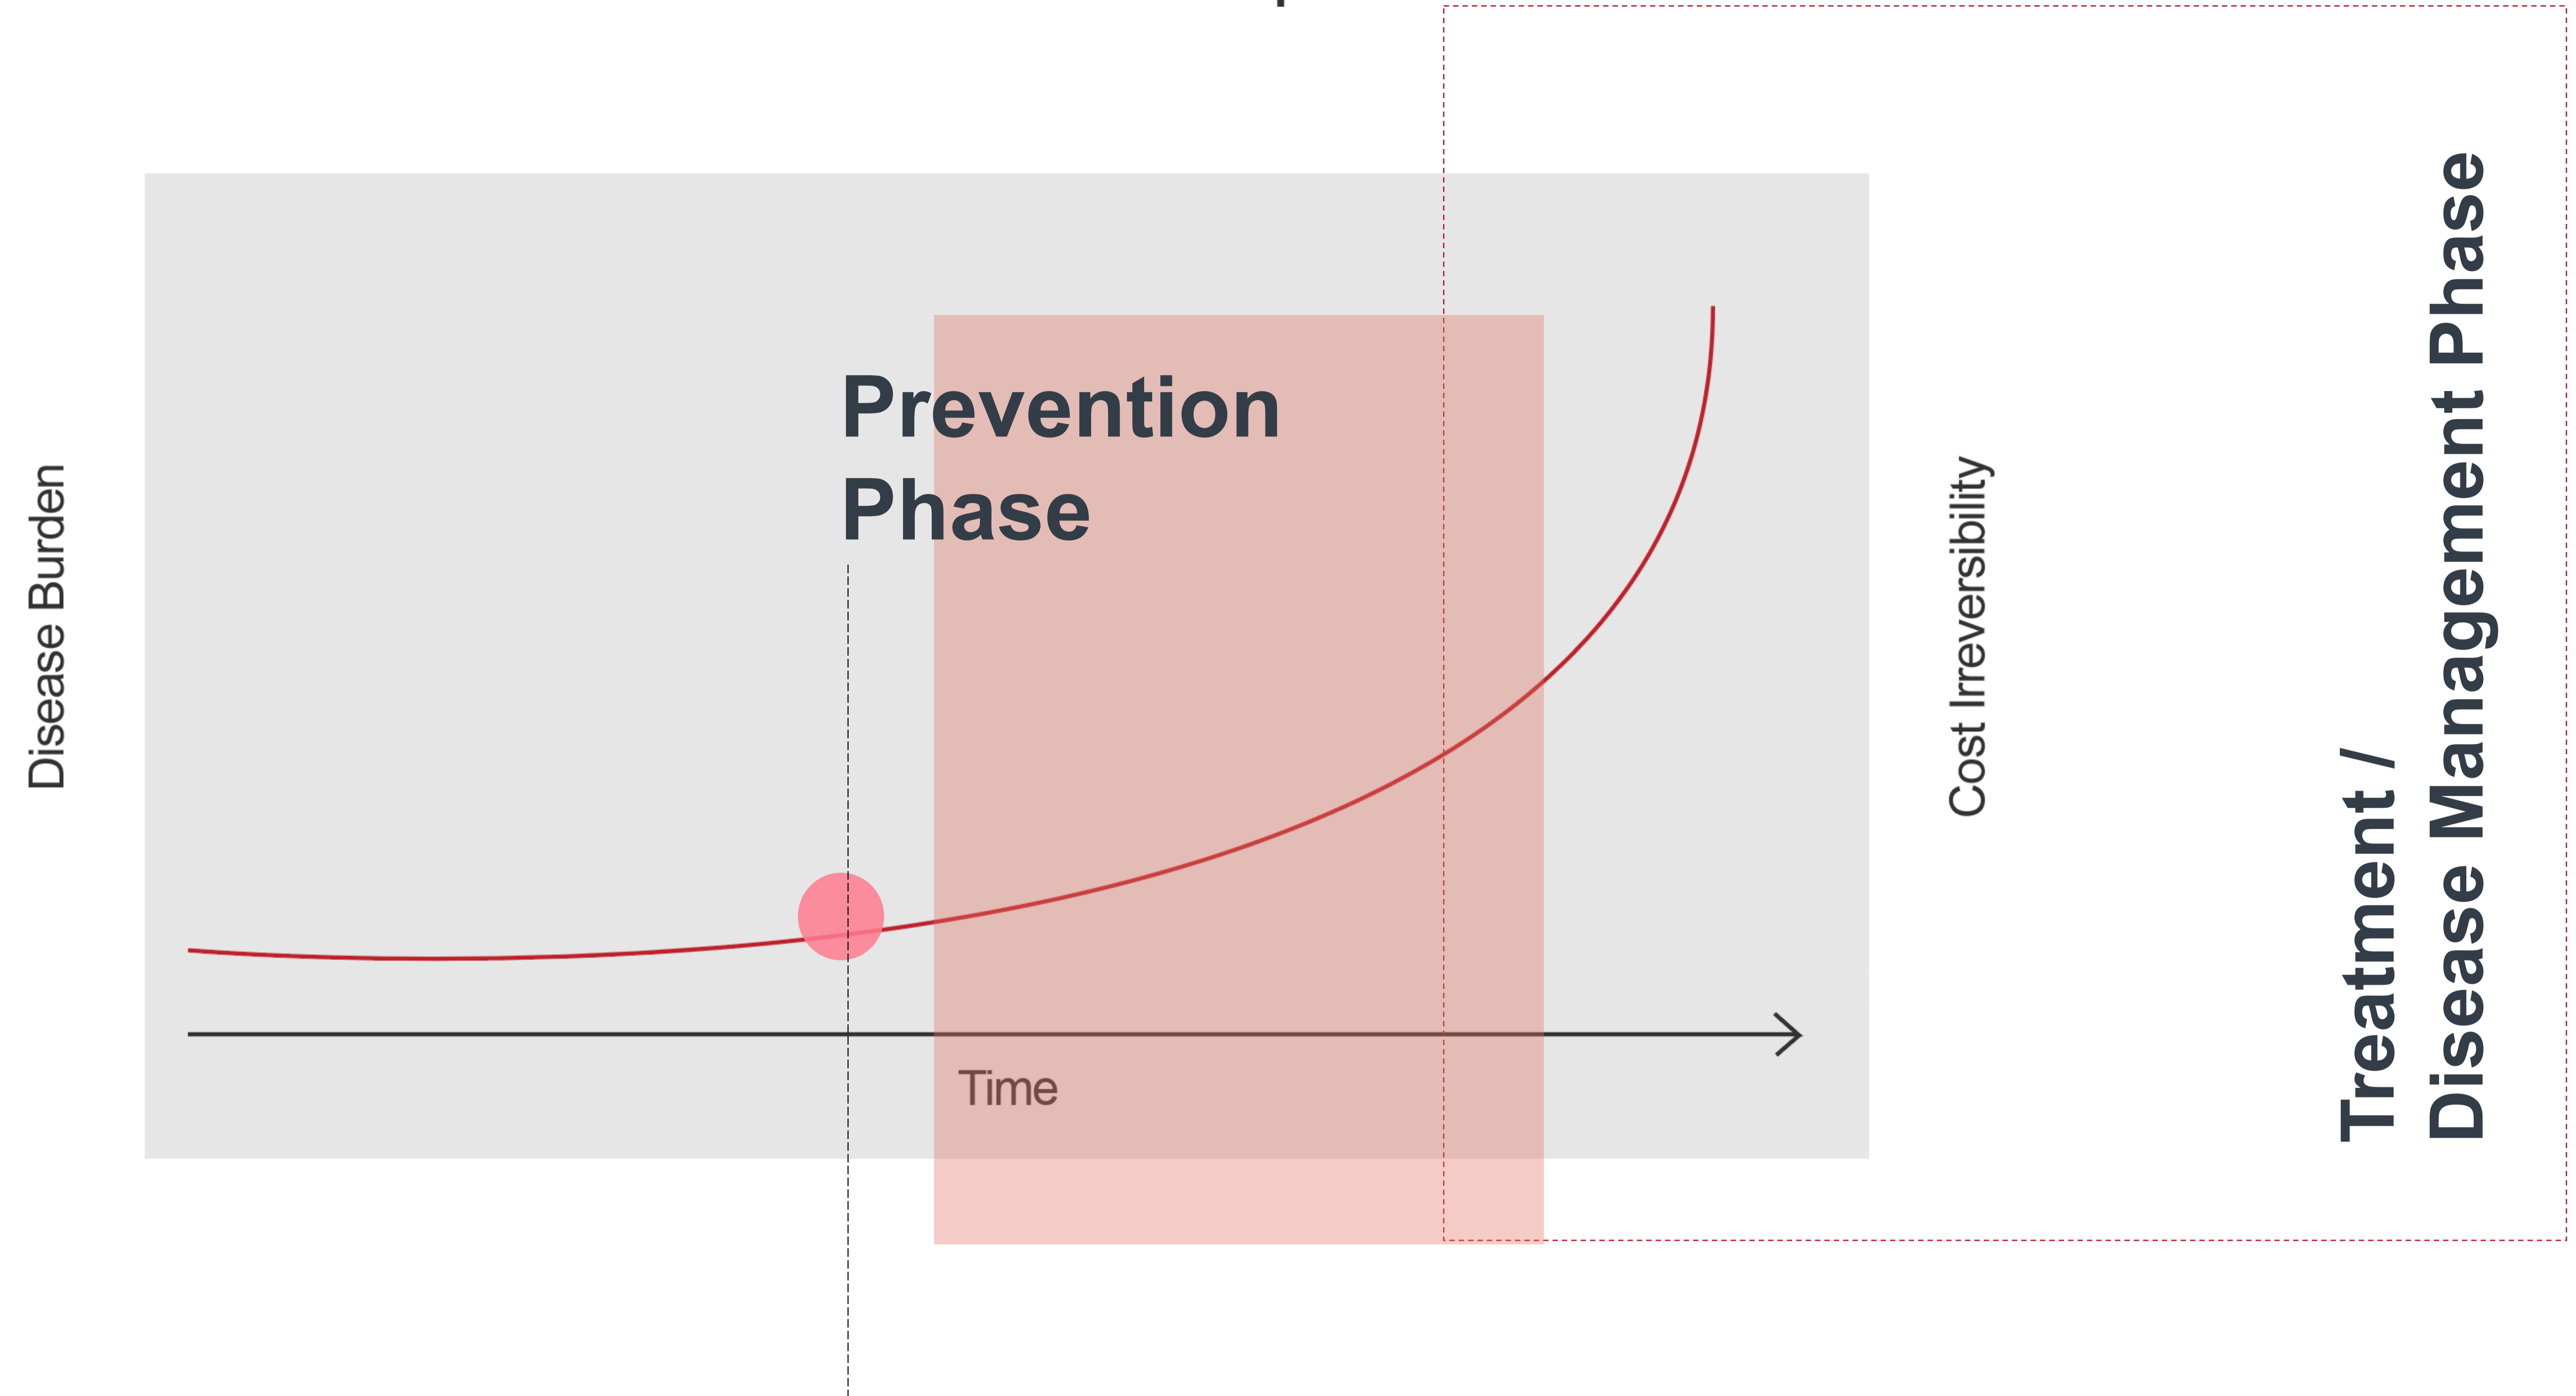 Disease Burden
Prevention
Phase
Time
Cost Irreversibility
Treatment /
Disease Management Phase